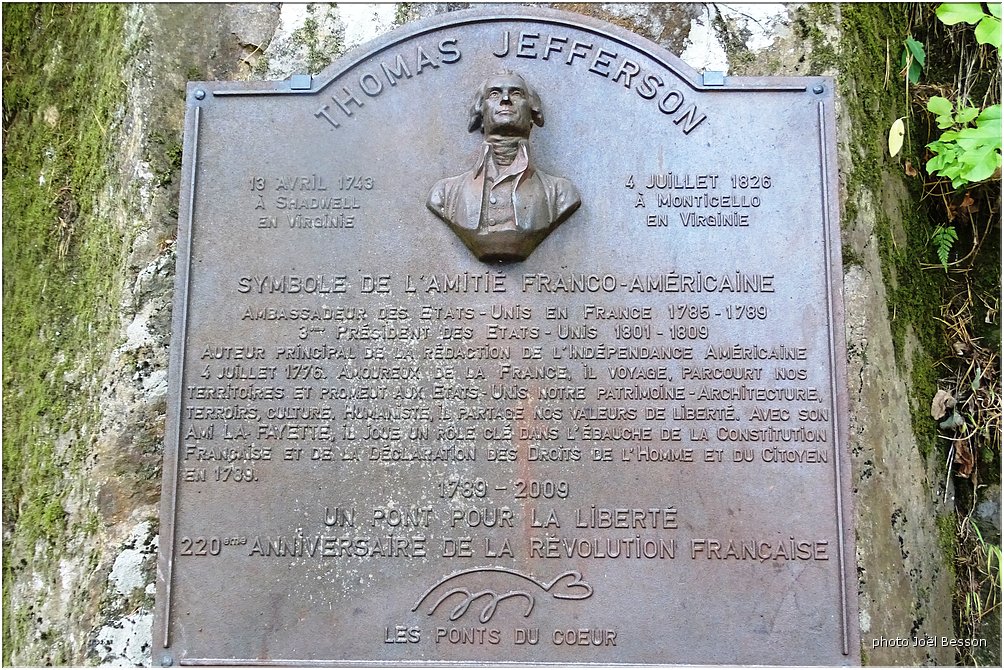 THOMAS JEFFERSON
13 AVRIL 1743
À SHADWELL
EN VIRGINIE
4 JUILLET 1826
À MONTICELLO
EN VIRGINIE
SYMBOLE DE L'AMITIÉ FRANCO-AMÉRICAINE
AMBASSADEUR DES ETATS-UNIS EN FRANCE 1785-1789
3ème PRÉSIDENT DES ETATS-UNIS 1801-1809
AUTEUR PRINCIPAL DE LA RÉDACTION DE L'INDÉPENDANCE AMÉRICAINE
4 JUILLET 1776. AMOUREUX DE LA FRANCE, IL VOYAGE, PARCOURT NOS
TERRITOIRES ET PROMEUT AUX ETATS-UNIS NOTRE PATRIMOINE-ARCHITECTURE,
TERROIRS, CULTURE, HUMANISTE, IL PARTAGE NOS VALEURS DE LIBERTÉ. AVEC SON
AMI LA FAYETTE, IL JOUE UN RÔLE CLÉ DANS L'ÉBAUCHE DE LA CONSTITUTION
FRANÇAISE ET DE LA DÉCLARATION DES DROITS DE L'HOMME ET DU CITOYEN
EN 1789.
1789 - 2009
UN PONT POUR LA LIBERTÉ
220ème ANNIVERSAIRE DE LA RÉVOLUTION FRANÇAISE
LES PONTS DU COEUR
photo Joël Besson